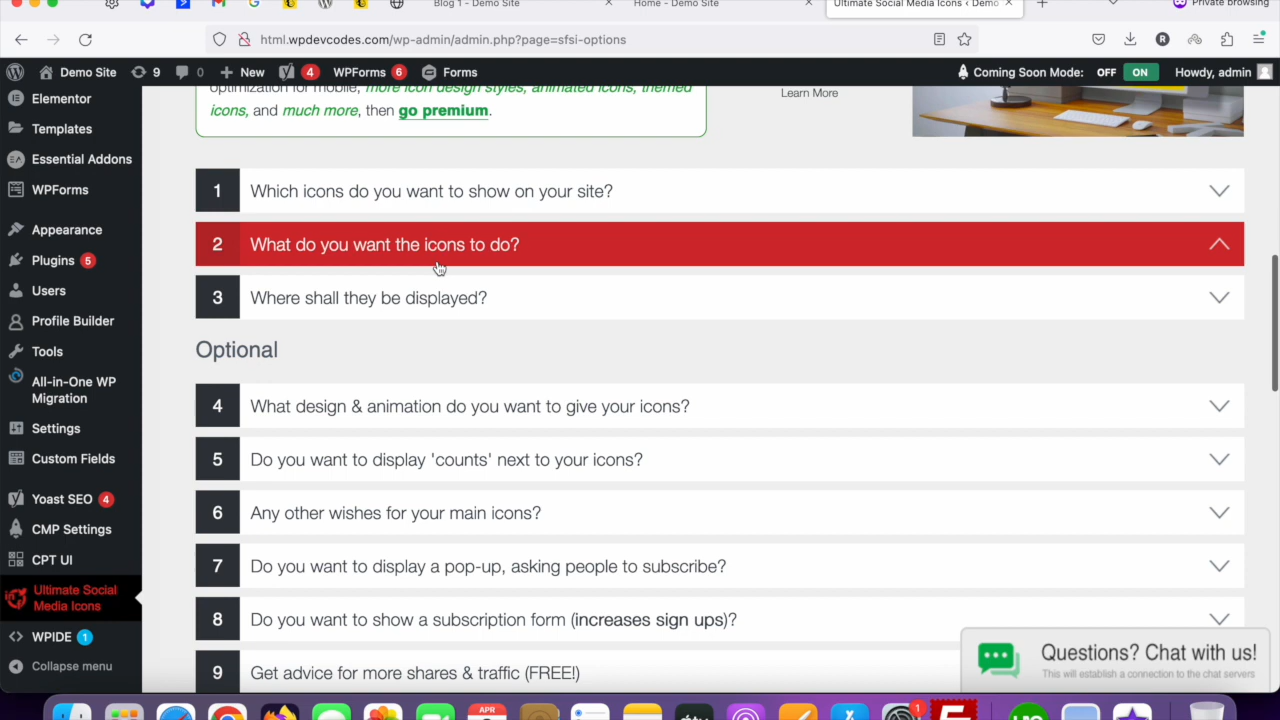 Blog 1 - Demo Site
Home - Demo Site
Ultimate Social Media Icons < Demo
Private browsing
html.wpdevcodes.com/wp-admin/admin.php?page=sfsi-options
Demo Site
9
0
New
4
WPForms
6
Forms
Coming Soon Mode:
OFF
ON
Howdy, admin
Elementor
Templates
Essential Addons
WPForms
Appearance
Plugins 5
Users
Profile Builder
Tools
All-in-One WP
Migration
Settings
Custom Fields
Yoast SEO 4
CMP Settings
CPT UI
Ultimate Social
Media Icons
WPIDE 1
Collapse menu
optimization for mobile, more icon design styles, animated icons, themed
icons, and much more, then go premium.
Learn More
1 Which icons do you want to show on your site?
2 What do you want the icons to do?
3 Where shall they be displayed?
Optional
4 What design & animation do you want to give your icons?
5 Do you want to display 'counts' next to your icons?
6 Any other wishes for your main icons?
7 Do you want to display a pop-up, asking people to subscribe?
8 Do you want to show a subscription form (increases sign ups)?
9 Get advice for more shares & traffic (FREE!)
Questions? Chat with us!
This will establish a connection to the chat servers
APR
1